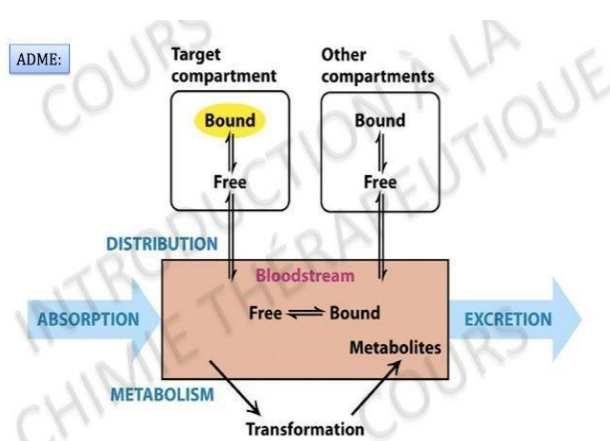 ADME:
Target
compartment
Other
compartments
Bound
Bound
Free
Free
DISTRIBUTION
Bloodstream
ABSORPTION
Free ⇌ Bound
EXCRETION
Metabolites
METABOLISM
Transformation
COURS
INTRODUCTION À LA
CHIMIE THÉRAPEUTIQUE
COURS